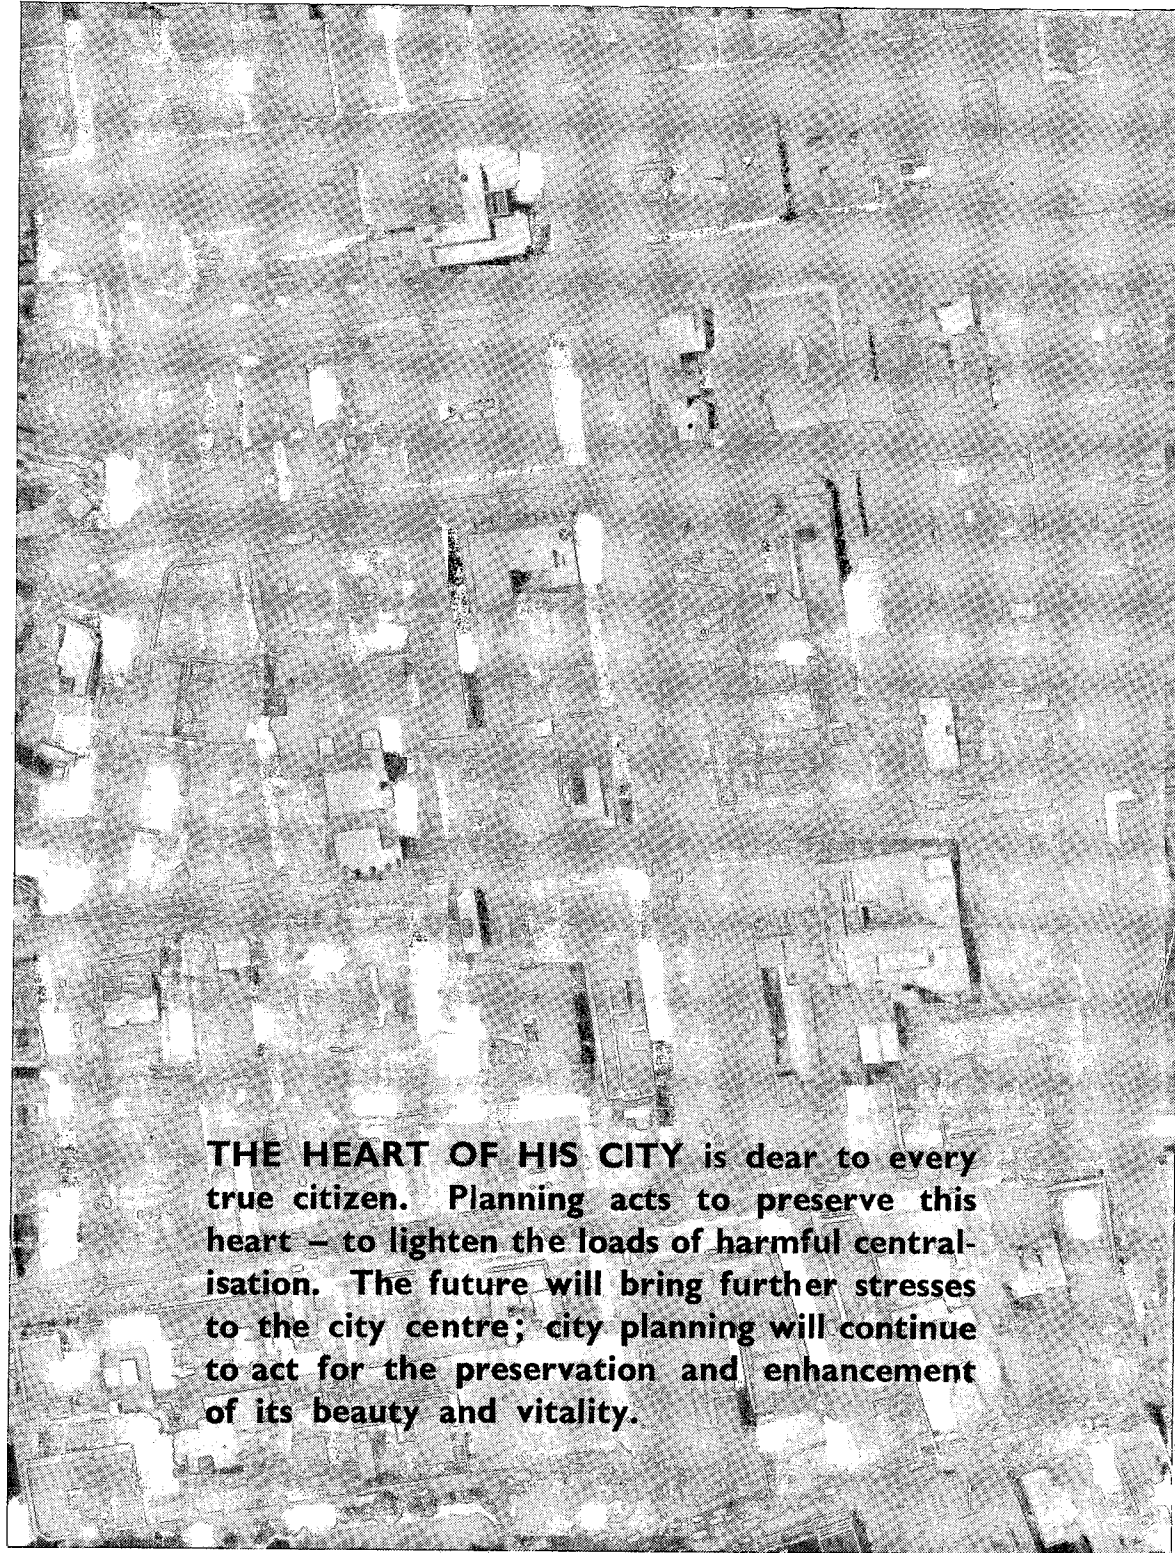 THE HEART OF HIS CITY is dear to every
true citizen. Planning acts to preserve this
heart – to lighten the loads of harmful central-
isation. The future will bring further stresses
to the city centre; city planning will continue
to act for the preservation and enhancement
of its beauty and vitality.